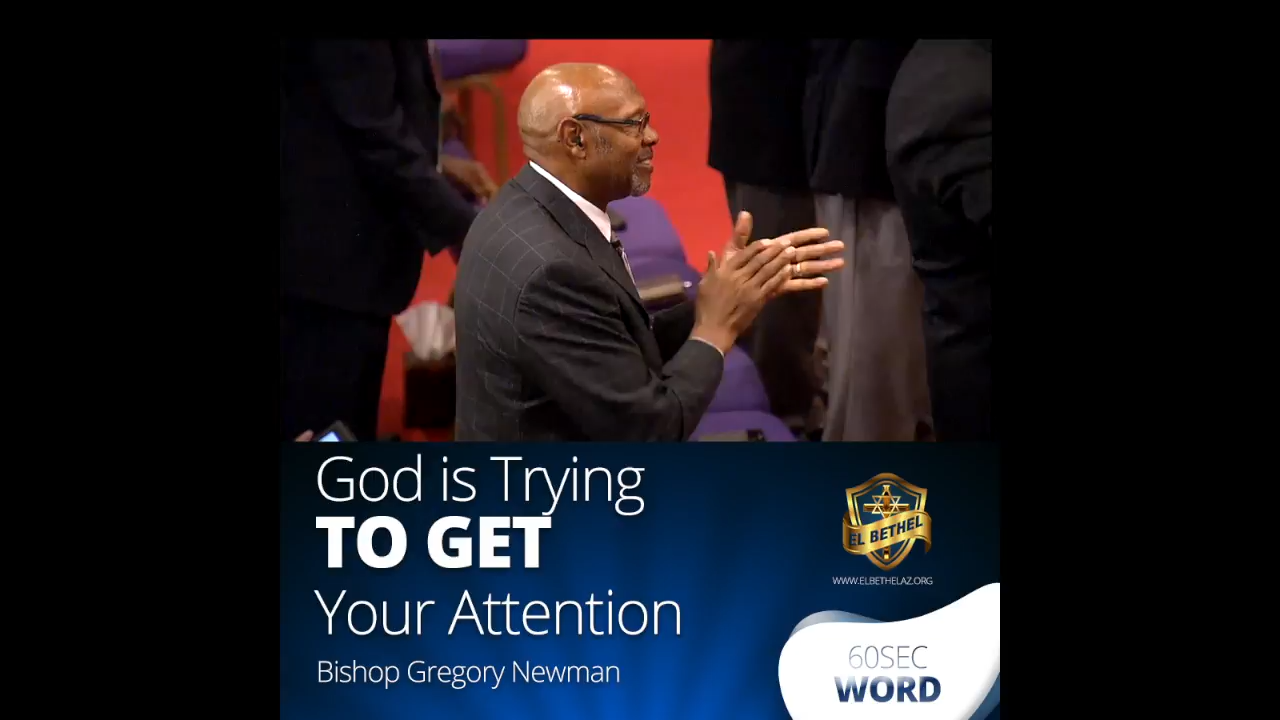 God is Trying
TO GET
Your Attention
Bishop Gregory Newman
EL BETHEL
WWW.ELBETHELAZ.ORG
60SEC
WORD